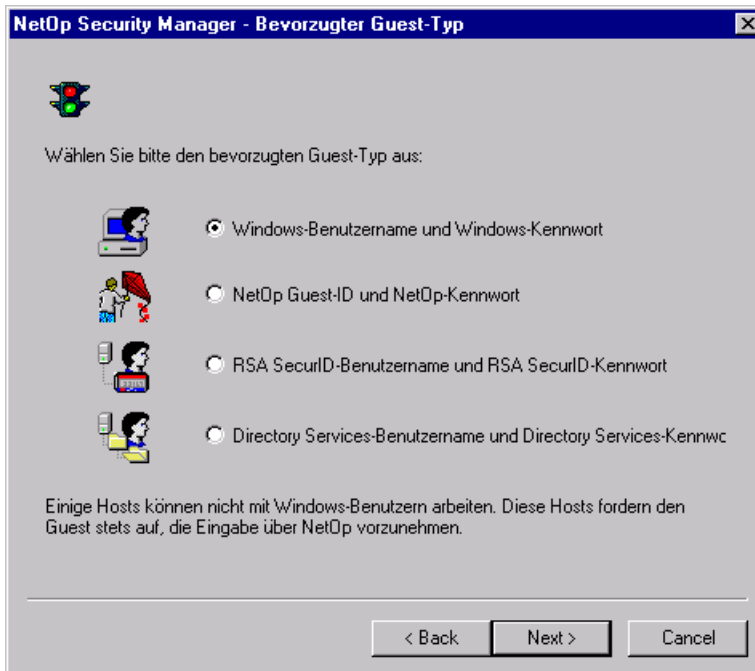 NetOp Security Manager - Bevorzugter Guest-Typ
Wählen Sie bitte den bevorzugten Guest-Typ aus:
Windows-Benutzername und Windows-Kennwort
NetOp Guest-ID und NetOp-Kennwort
RSA SecurID-Benutzername und RSA SecurID-Kennwort
Directory Services-Benutzername und Directory Services-Kennwc
Einige Hosts können nicht mit Windows-Benutzern arbeiten. Diese Hosts fordern den
Guest stets auf, die Eingabe über NetOp vorzunehmen.
< Back Next > Cancel